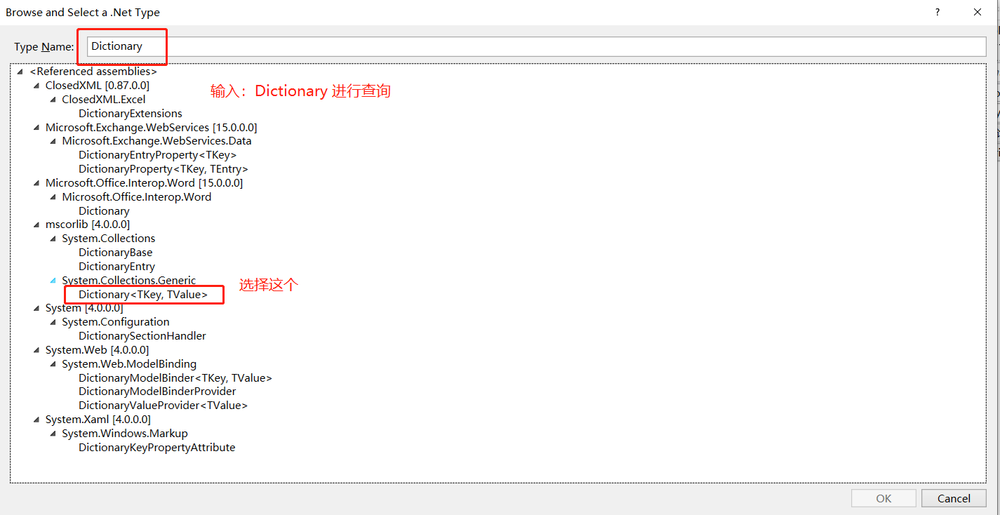 Browse and Select a .Net Type
?
Type Name: Dictionary
<Referenced assemblies>
ClosedXML [0.87.0.0]
输入：Dictionary 进行查询
ClosedXML.Excel
DictionaryExtensions
Microsoft.Exchange.WebServices [15.0.0.0]
Microsoft.Exchange.WebServices.Data
DictionaryEntryProperty<TKey>
DictionaryProperty<TKey, TEntry>
Microsoft.Office.Interop.Word [15.0.0.0]
Microsoft.Office.Interop.Word
Dictionary
mscorlib [4.0.0.0]
System.Collections
DictionaryBase
DictionaryEntry
System.Collections.Generic
选择这个
Dictionary<TKey, TValue>
System [4.0.0.0]
System.Configuration
DictionarySectionHandler
System.Web [4.0.0.0]
System.Web.ModelBinding
DictionaryModelBinder<TKey, TValue>
DictionaryModelBinderProvider
DictionaryValueProvider<TValue>
System.Xaml [4.0.0.0]
System.Windows.Markup
DictionaryKeyPropertyAttribute
OK
Cancel